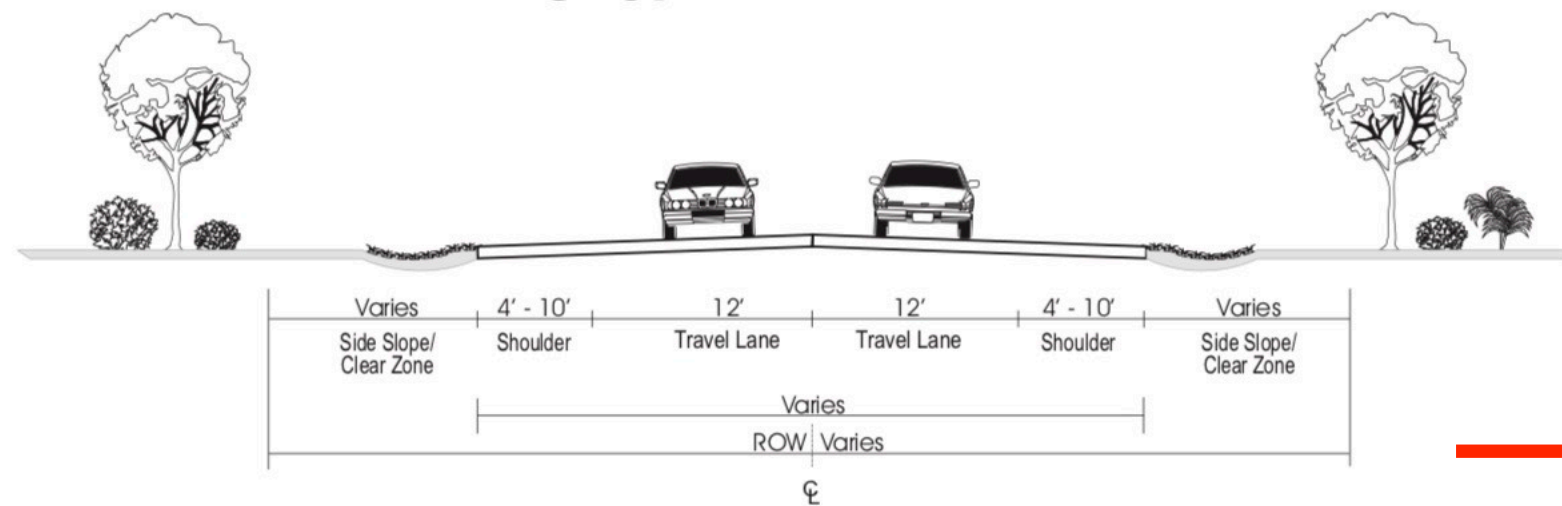 Varies 4' - 10' 12' 12' 4' - 10' Varies
Side Slope/ Shoulder Travel Lane Travel Lane Shoulder Side Slope/
Clear Zone Clear Zone
Varies
ROW Varies
℄